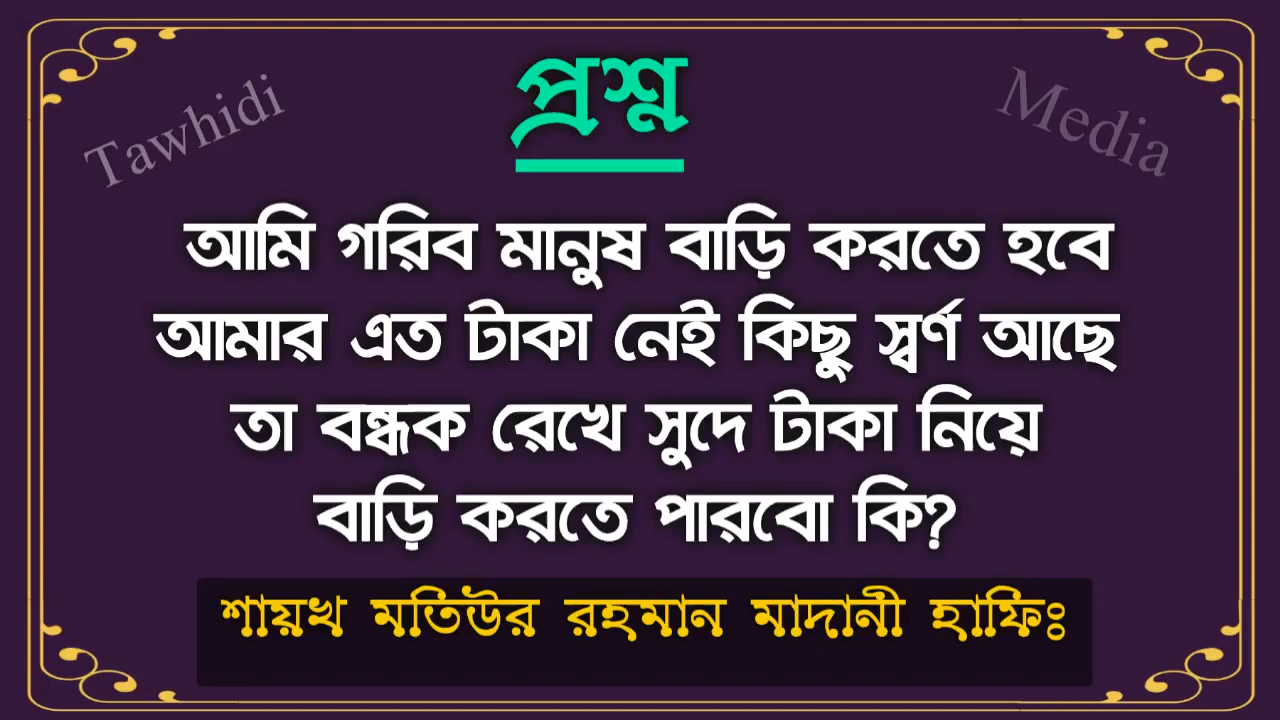 প্রশ্ন
Tawhidi
Media
আমি গরিব মানুষ বাড়ি করতে হবে
আমার এত টাকা নেই কিছু স্বর্ণ আছে
তা বন্ধক রেখে সুদে টাকা নিয়ে
বাড়ি করতে পারবো কি?
শায়খ মতিউর রহমান মাদানী হাফিঃ